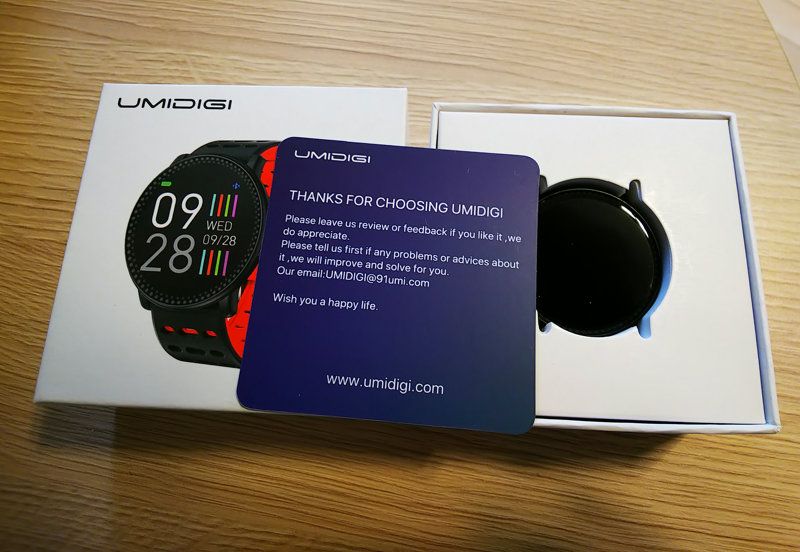 UMIDIGI
09
WED
09/28
28
UMIDIGI
THANKS FOR CHOOSING UMIDIGI
Please leave us review or feedback if you like it ,we
do appreciate.
Please tell us first if any problems or advices about
it ,we will improve and solve for you.
Our email:UMIDIGI@91umi.com
Wish you a happy life.
www.umidigi.com